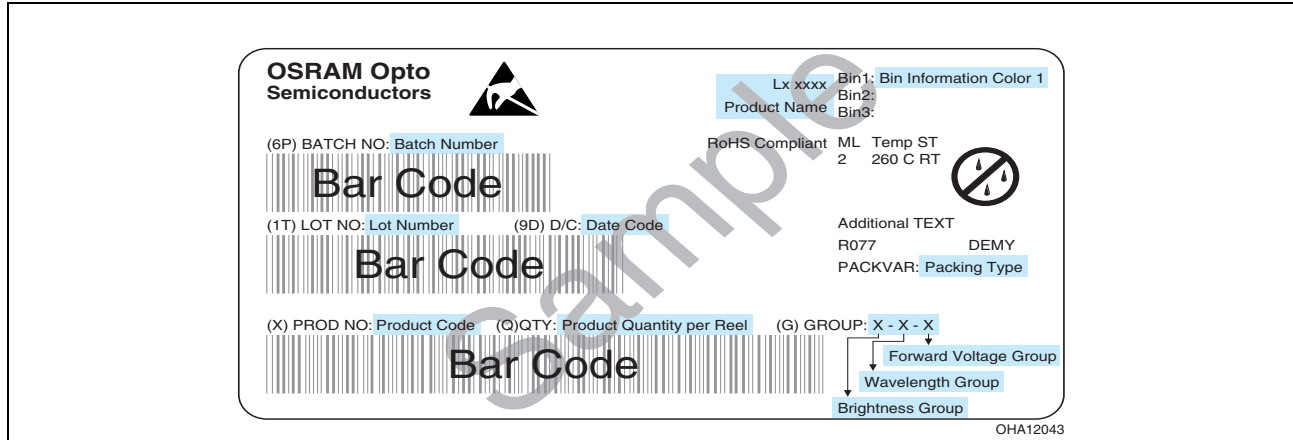 OSRAM Opto
Semiconductors
Lx xxxx
Product Name
Bin1: Bin Information Color 1
Bin2:
Bin3:
(6P) BATCH NO: Batch Number
Bar Code
RoHS Compliant
ML Temp ST
2 260 C RT
(1T) LOT NO: Lot Number (9D) D/C: Date Code
Bar Code
Additional TEXT
R077 DEMY
PACKVAR: Packing Type
(X) PROD NO: Product Code (Q)QTY: Product Quantity per Reel (G) GROUP: X - X - X
Bar Code
Forward Voltage Group
Wavelength Group
Brightness Group
Sample
OHA12043